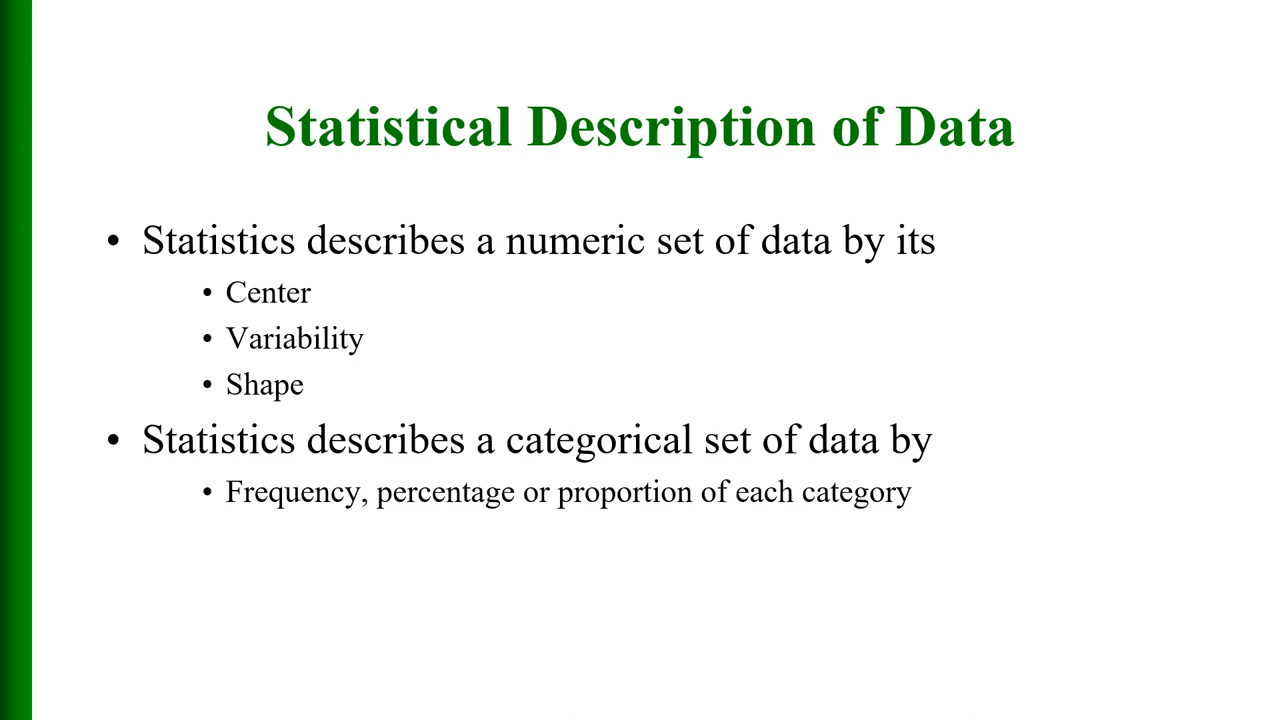 Statistical Description of Data
• Statistics describes a numeric set of data by its
• Center
• Variability
• Shape
• Statistics describes a categorical set of data by
• Frequency, percentage or proportion of each category